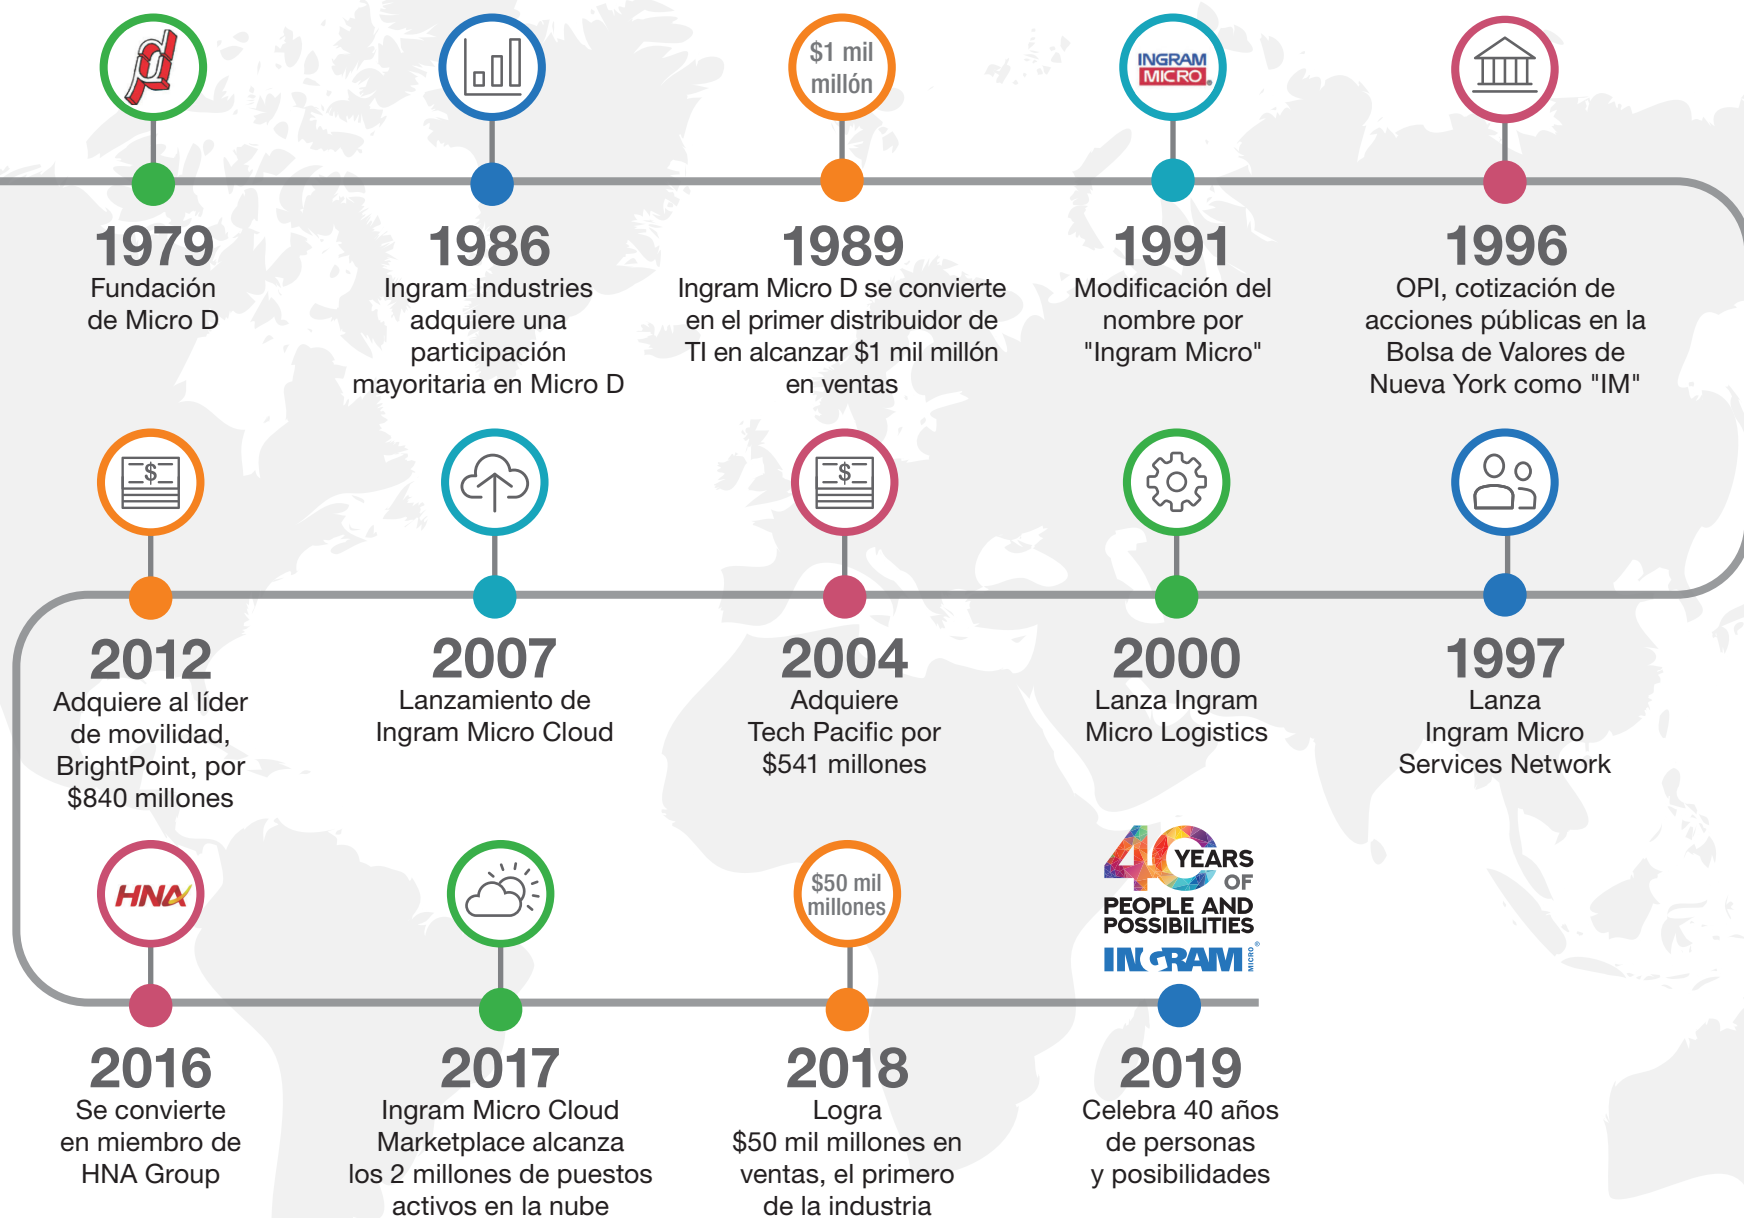 $1 mil
millón
INGRAM
MICRO®
1979
Fundación
de Micro D
1986
Ingram Industries
adquiere una
participación
mayoritaria en Micro D
1989
Ingram Micro D se convierte
en el primer distribuidor de
TI en alcanzar $1 mil millón
en ventas
1991
Modificación del
nombre por
"Ingram Micro"
1996
OPI, cotización de
acciones públicas en la
Bolsa de Valores de
Nueva York como "IM"
1997
Lanza
Ingram Micro
Services Network
2000
Lanza Ingram
Micro Logistics
$
2004
Adquiere
Tech Pacific por
$541 millones
2007
Lanzamiento de
Ingram Micro Cloud
$
2012
Adquiere al líder
de movilidad,
BrightPoint, por
$840 millones
HNA
2016
Se convierte
en miembro de
HNA Group
2017
Ingram Micro Cloud
Marketplace alcanza
los 2 millones de puestos
activos en la nube
$50 mil
millones
2018
Logra
$50 mil millones en
ventas, el primero
de la industria
40 YEARS
OF
PEOPLE AND
POSSIBILITIES
INGRAM MICRO®
2019
Celebra 40 años
de personas
y posibilidades